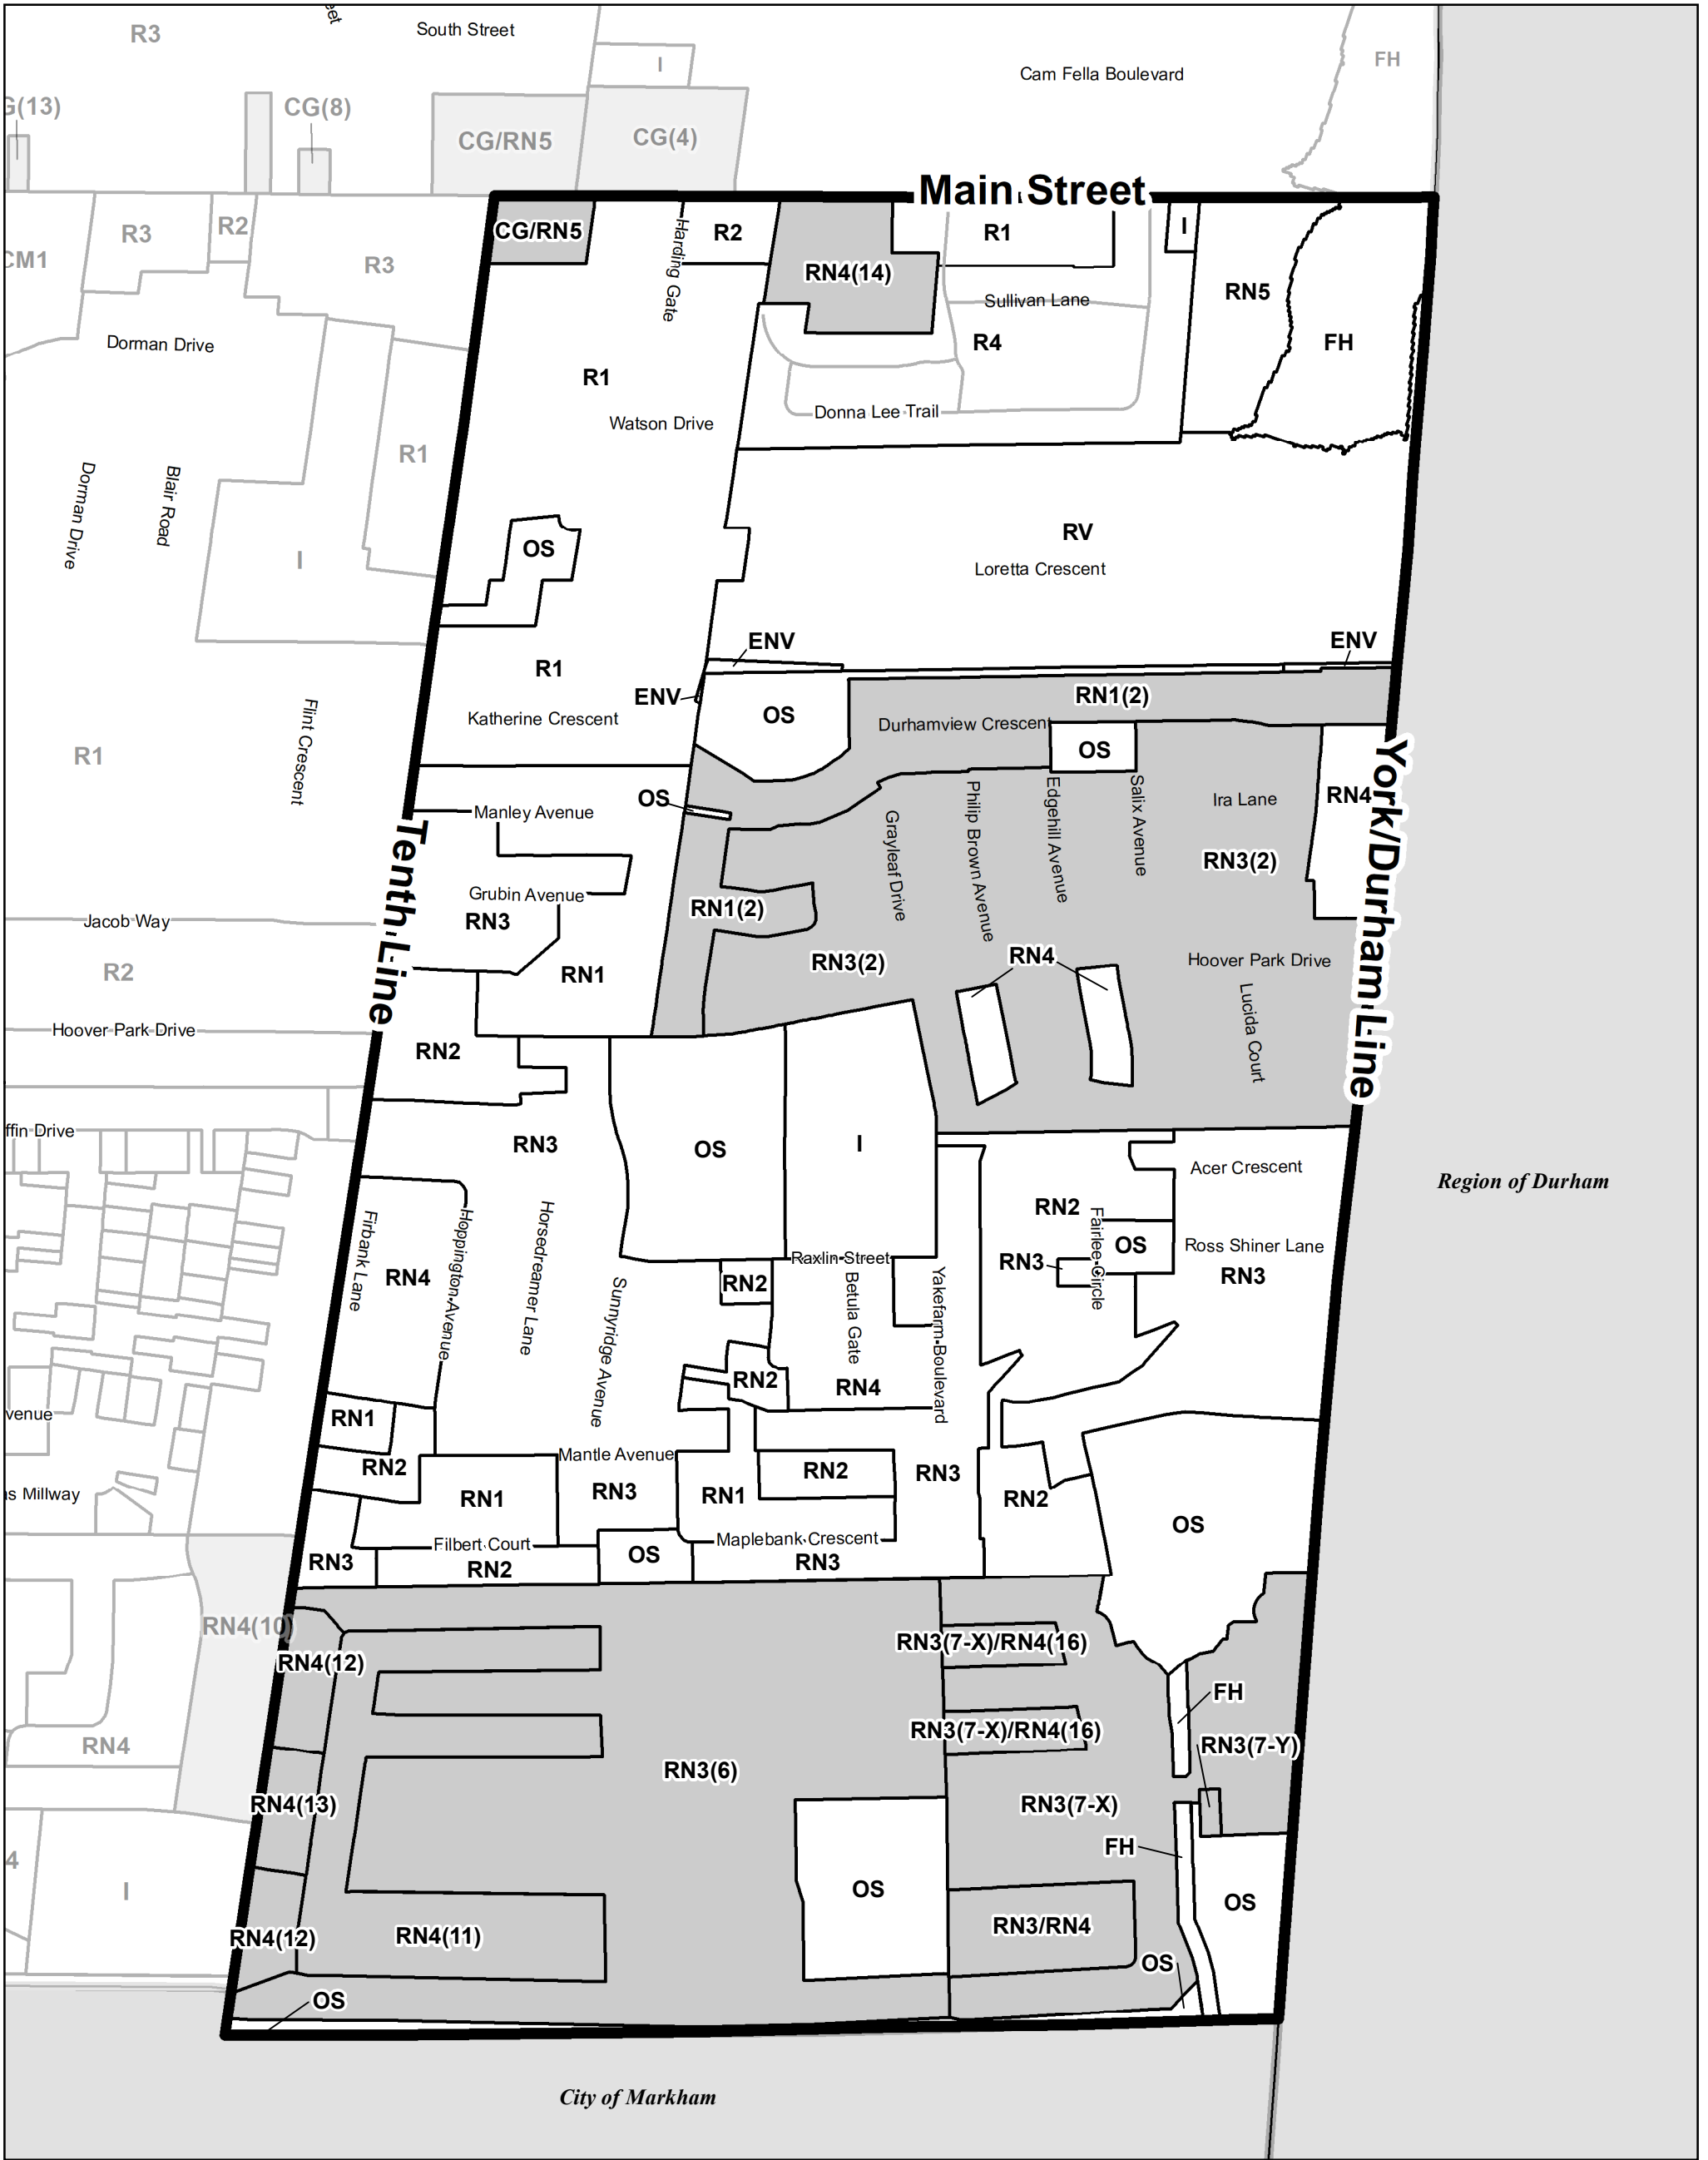 R3
eet
South Street
I
Cam Fella Boulevard
FH
G(13)
CG(8)
CG/RN5
CG(4)
Main Street
CM1
R3
R2
R3
CG/RN5
Harding Gate
R2
RN4(14)
R1
I
Sullivan Lane
RN5
FH
R4
Dorman Drive
R1
Watson Drive
Donna Lee Trail
R1
Dorman Drive
Blair Road
I
OS
RV
Loretta Crescent
ENV
ENV
R1
ENV
RN1(2)
Katherine Crescent
OS
Durhamview Crescent
OS
Flint Crescent
R1
York/Durham Line
OS
Manley Avenue
Philip Brown Avenue
Edgehill Avenue
Salix Avenue
Ira Lane
RN4
Tenth Line
Grayleaf Drive
RN3(2)
Grubin Avenue
RN3
RN1(2)
Jacob Way
R2
RN1
RN3(2)
RN4
Hoover Park Drive
Lucida Court
Hoover Park Drive
RN2
ffin Drive
RN3
OS
I
Acer Crescent
Region of Durham
RN2
Fairlee Circle
OS
Ross Shiner Lane
RN3
RN3
Firbank Lane
RN4
Hoppington Avenue
Horsedreamer Lane
Sunnyridge Avenue
Raxlin Street
RN2
Betula Gate
Yakefarm Boulevard
RN2
RN4
venue
RN1
Mantle Avenue
RN2
RN1
RN3
RN1
RN2
RN3
RN2
OS
s Millway
Filbert Court
Maplebank Crescent
RN3
RN2
OS
RN3
RN4(10)
RN4(12)
RN3(7-X)/RN4(16)
FH
RN4
RN3(7-X)/RN4(16)
RN3(7-Y)
RN3(6)
RN4(13)
RN3(7-X)
FH
4
I
OS
OS
RN4(12)
RN4(11)
RN3/RN4
OS
OS
City of Markham